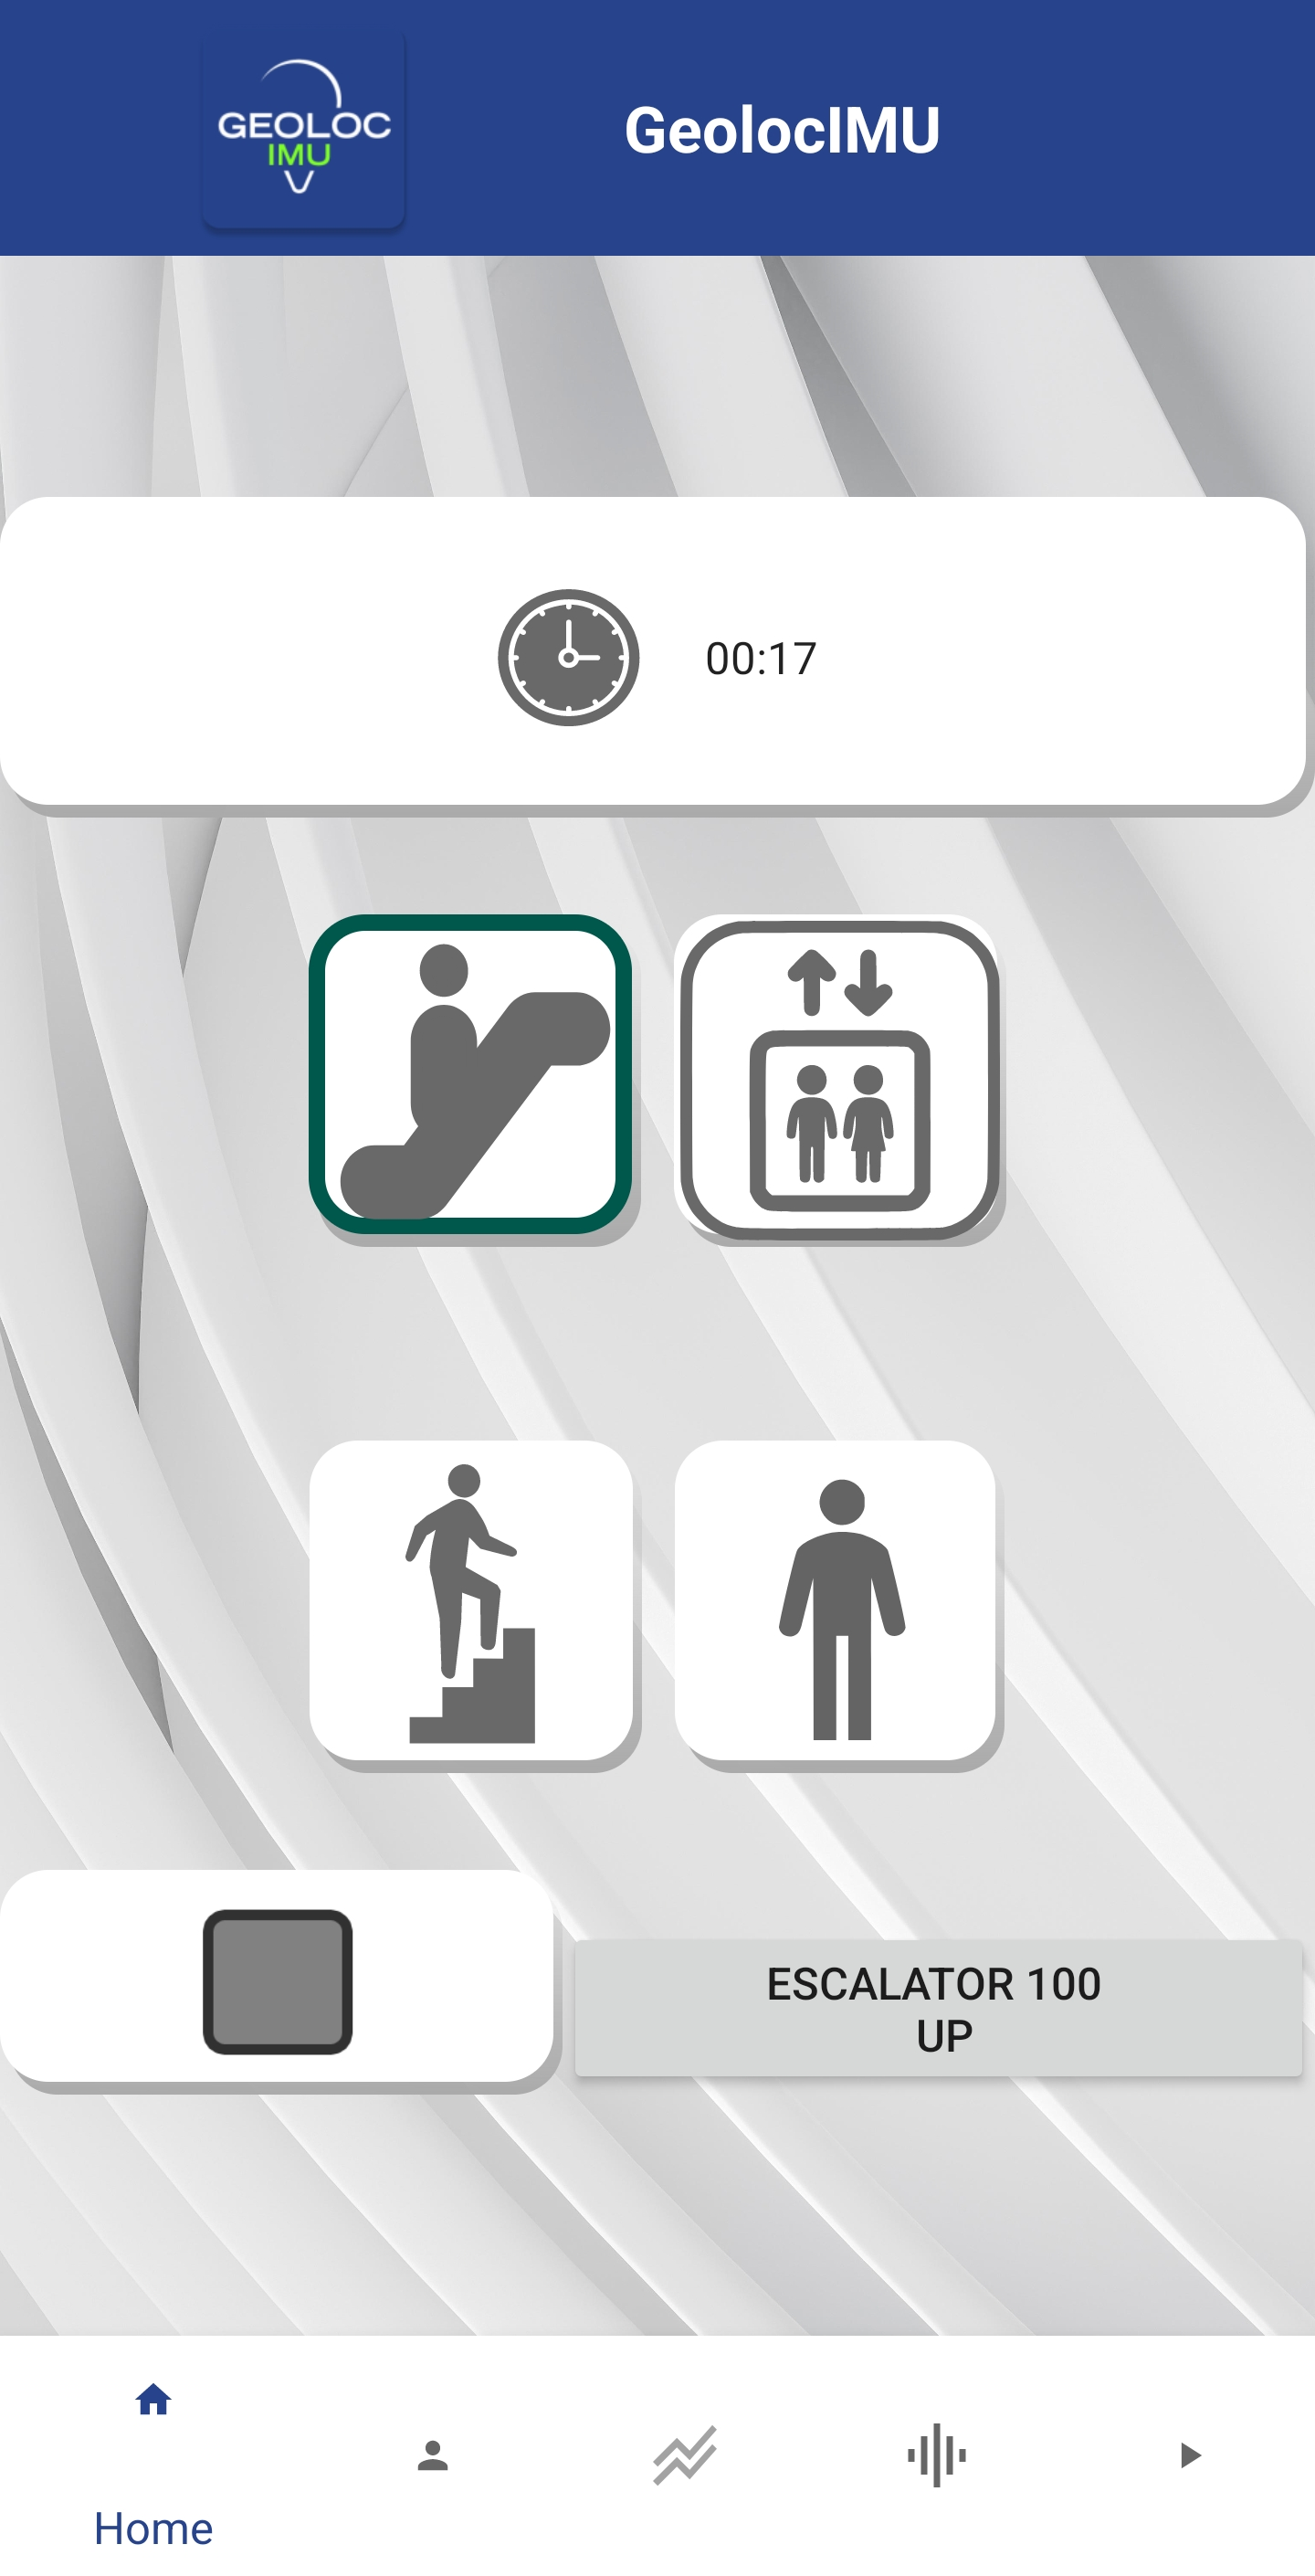 GEOLOC
IMU
GeolocIMU
00:17
ESCALATOR 100
UP
Home